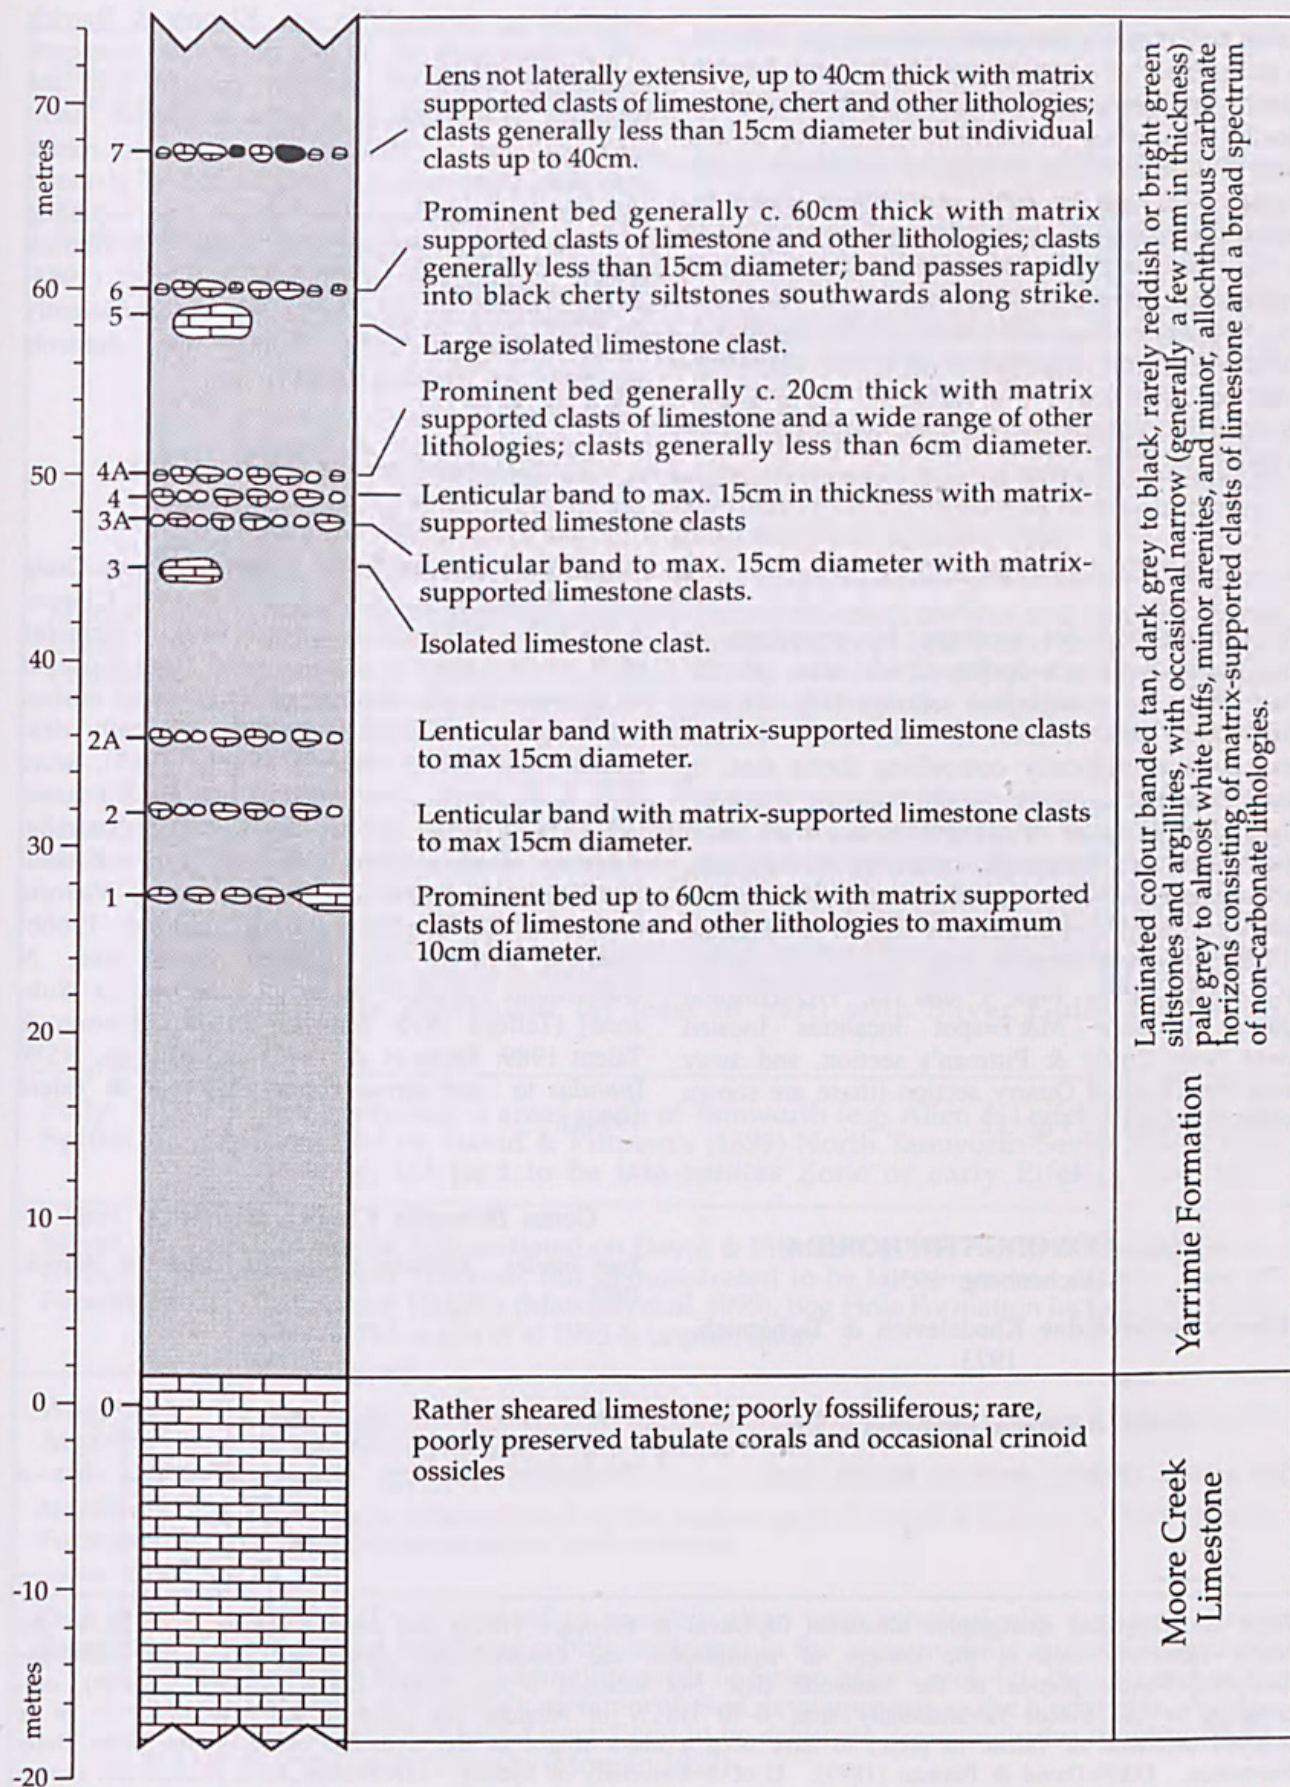 metres
70
60
50
40
30
20
10
0
-10
-20
metres
7
6
5
4A
4
3A
3
2A
2
1
0
Lens not laterally extensive, up to 40cm thick with matrix
supported clasts of limestone, chert and other lithologies;
clasts generally less than 15cm diameter but individual
clasts up to 40cm.
Prominent bed generally c. 60cm thick with matrix
supported clasts of limestone and other lithologies; clasts
generally less than 15cm diameter; band passes rapidly
into black cherty siltstones southwards along strike.
Large isolated limestone clast.
Prominent bed generally c. 20cm thick with matrix
supported clasts of limestone and a wide range of other
lithologies; clasts generally less than 6cm diameter.
Lenticular band to max. 15cm in thickness with matrix-
supported limestone clasts
Lenticular band to max. 15cm diameter with matrix-
supported limestone clasts.
Isolated limestone clast.
Lenticular band with matrix-supported limestone clasts
to max 15cm diameter.
Lenticular band with matrix-supported limestone clasts
to max 15cm diameter.
Prominent bed up to 60cm thick with matrix supported
clasts of limestone and other lithologies to maximum
10cm diameter.
Rather sheared limestone; poorly fossiliferous; rare,
poorly preserved tabulate corals and occasional crinoid
ossicles
Yarrimie Formation
Laminated colour banded tan, dark grey to black, rarely reddish or bright green
siltstones and argillites, with occasional narrow (generally a few mm in thickness)
pale grey to almost white tuffs, minor arenites, and minor, allochthonous carbonate
horizons consisting of matrix-supported clasts of limestone and a broad spectrum
of non-carbonate lithologies.
Moore Creek
Limestone